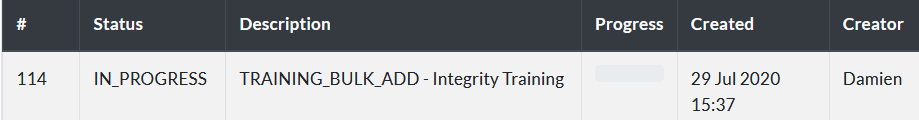 # Status Description Progress Created Creator
114 IN_PROGRESS TRAINING_BULK_ADD - Integrity Training 29 Jul 2020 Damien
15:37